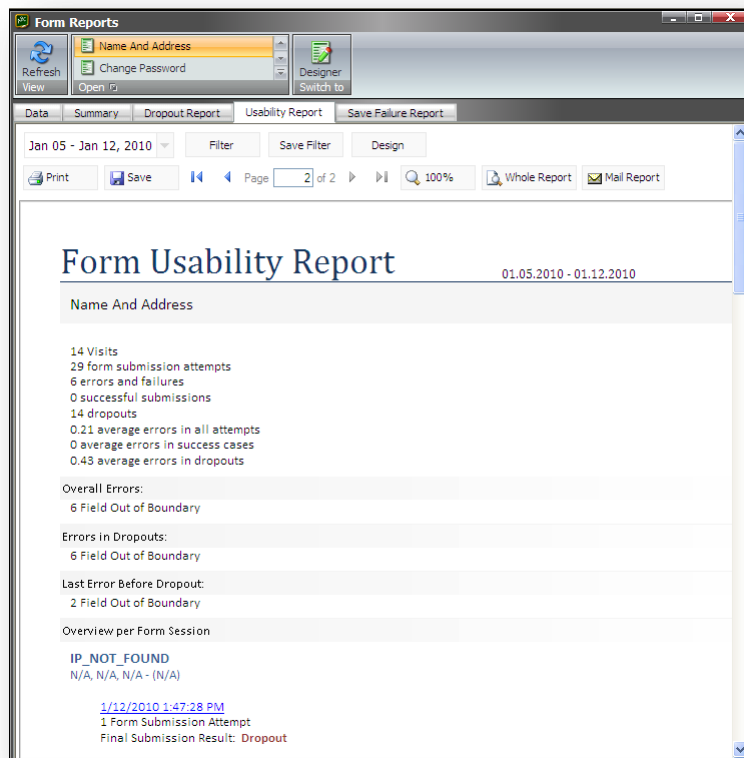 Form Reports
Name And Address
Change Password
Refresh
Designer
View
Open
Switch to
Data
Summary
Dropout Report
Usability Report
Save Failure Report
Jan 05 - Jan 12, 2010
Filter
Save Filter
Design
Print
Save
Page 2 of 2
100%
Whole Report
Mail Report
Form Usability Report
01.05.2010 - 01.12.2010
Name And Address
14 Visits
29 form submission attempts
6 errors and failures
0 successful submissions
14 dropouts
0.21 average errors in all attempts
0 average errors in success cases
0.43 average errors in dropouts
Overall Errors:
6 Field Out of Boundary
Errors in Dropouts:
6 Field Out of Boundary
Last Error Before Dropout:
2 Field Out of Boundary
Overview per Form Session
IP_NOT_FOUND
N/A, N/A, N/A - (N/A)
1/12/2010 1:47:28 PM
1 Form Submission Attempt
Final Submission Result: Dropout